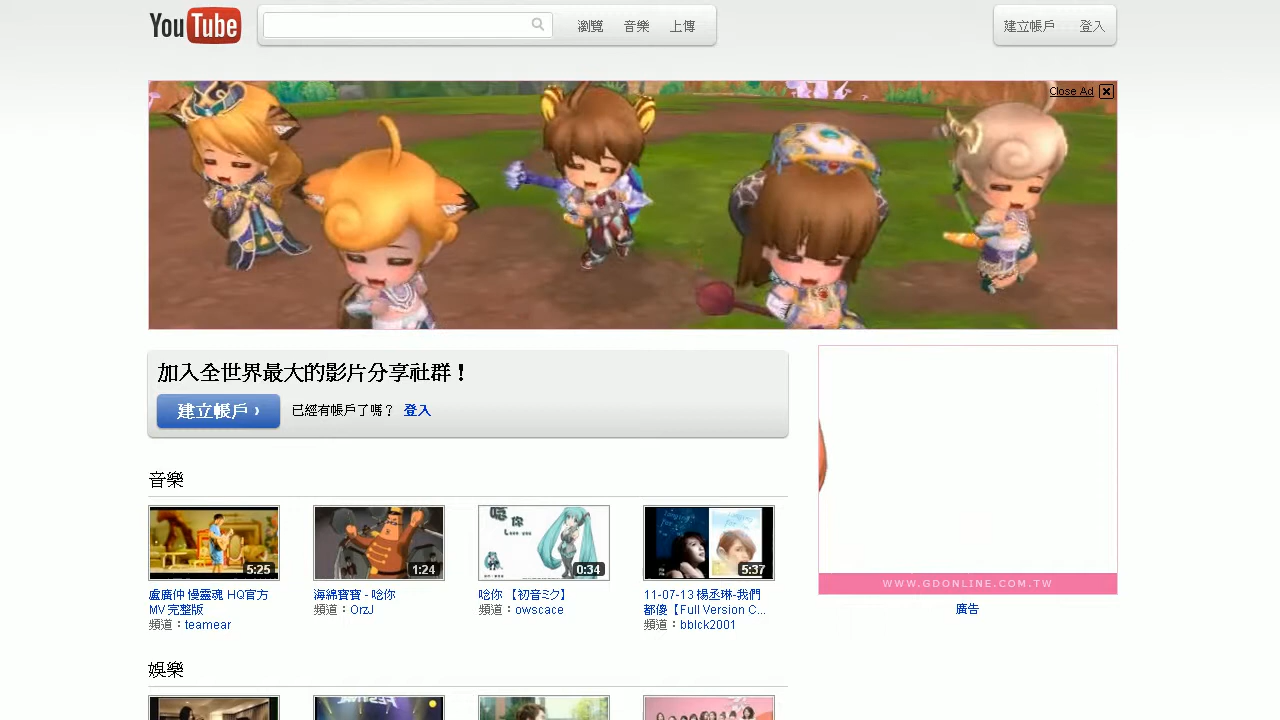 YouTube
瀏覽 音樂 上傳
建立帳戶 登入
Close Ad
加入全世界最大的影片分享社群！
建立帳戶 ›
已經有帳戶了嗎？ 登入
音樂
5:25
1:24
0:34
5:37
盧廣仲 慢靈魂 HQ官方
MV 完整版
頻道：teamear
海綿寶寶 - 唸你
頻道：OrzJ
唸你 【初音ミク】
頻道：owscace
11-07-13 楊丞琳-我們
都傻【Full Version C...
頻道：bblck2001
WWW.GDONLINE.COM.TW
廣告
娛樂